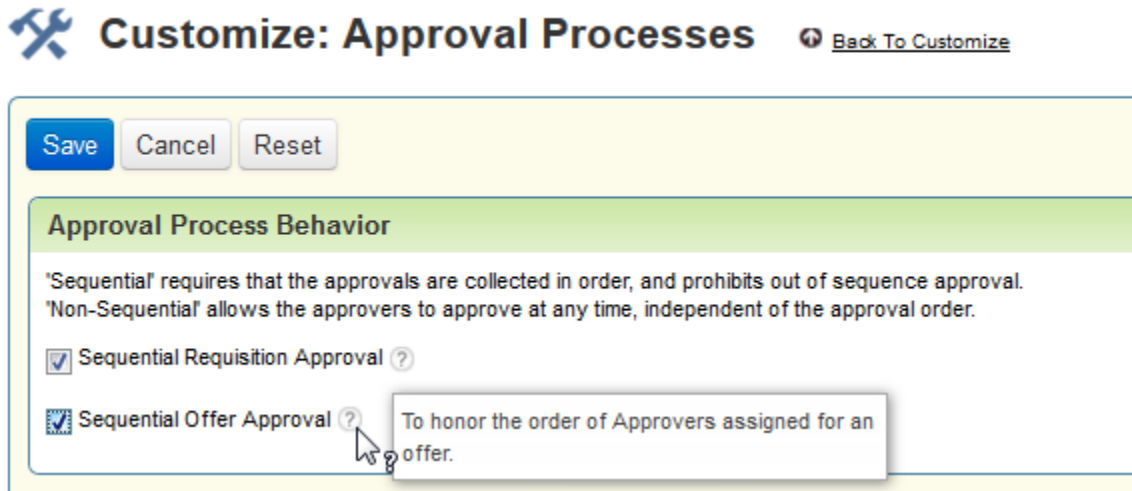 Customize: Approval Processes Back To Customize
Save Cancel Reset
Approval Process Behavior
'Sequential' requires that the approvals are collected in order, and prohibits out of sequence approval.
'Non-Sequential' allows the approvers to approve at any time, independent of the approval order.
Sequential Requisition Approval ?
Sequential Offer Approval ?
To honor the order of Approvers assigned for an
offer.